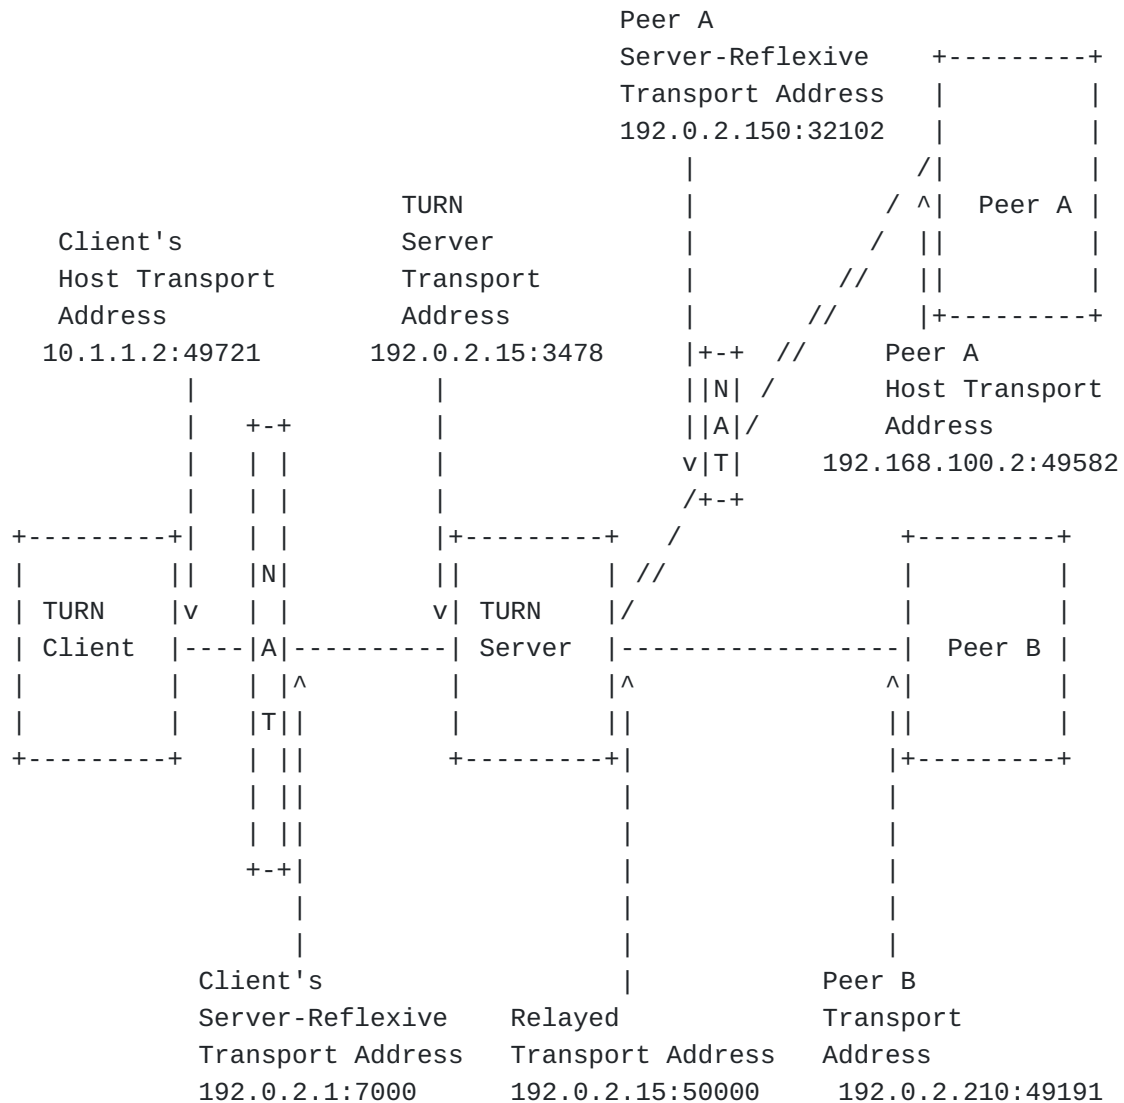 Peer A
Server-Reflexive
Transport Address
192.0.2.150:32102
TURN
Peer A
Client's
Server
Host Transport
Transport
Address
Address
10.1.1.2:49721
192.0.2.15:3478
Peer A
Host Transport
Address
192.168.100.2:49582
NAT
NAT
TURN
Client
TURN
Server
Peer B
Client's
Server-Reflexive
Transport Address
192.0.2.1:7000
Relayed
Transport Address
192.0.2.15:50000
Peer B
Transport
Address
192.0.2.210:49191